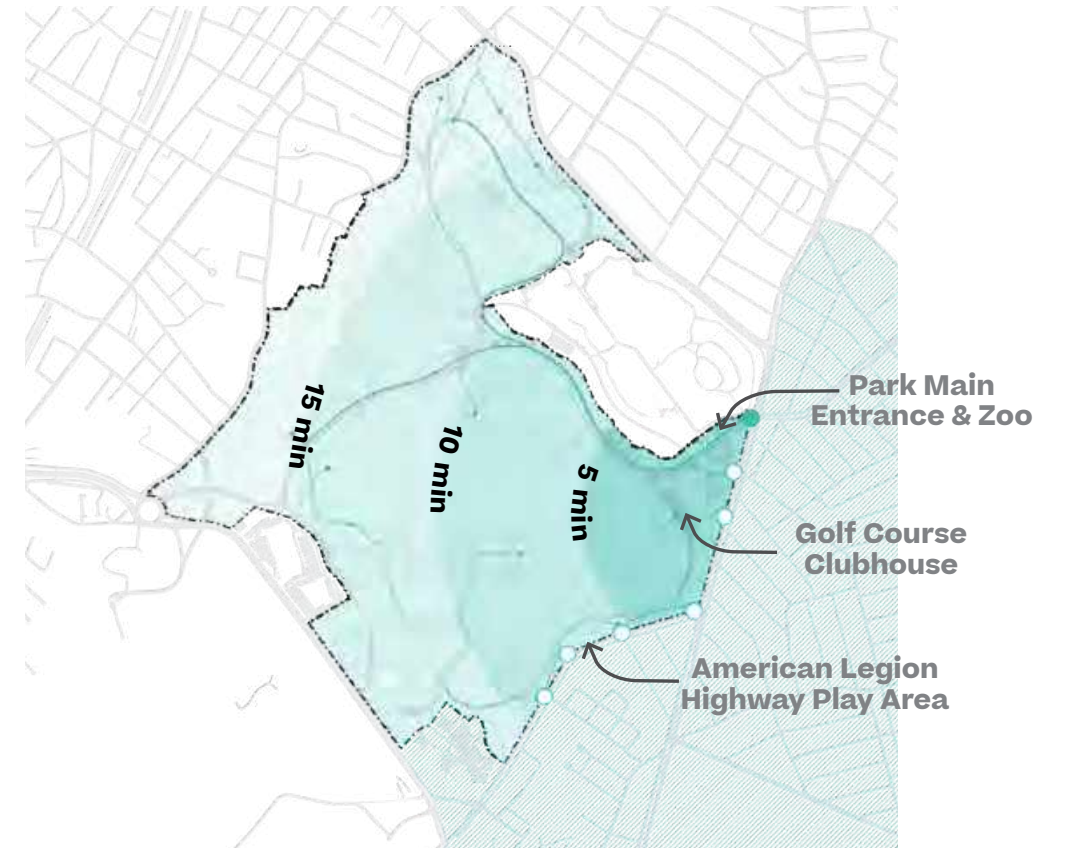 Park Main
Entrance & Zoo
15 min
10 min
5 min
Golf Course
Clubhouse
American Legion
Highway Play Area